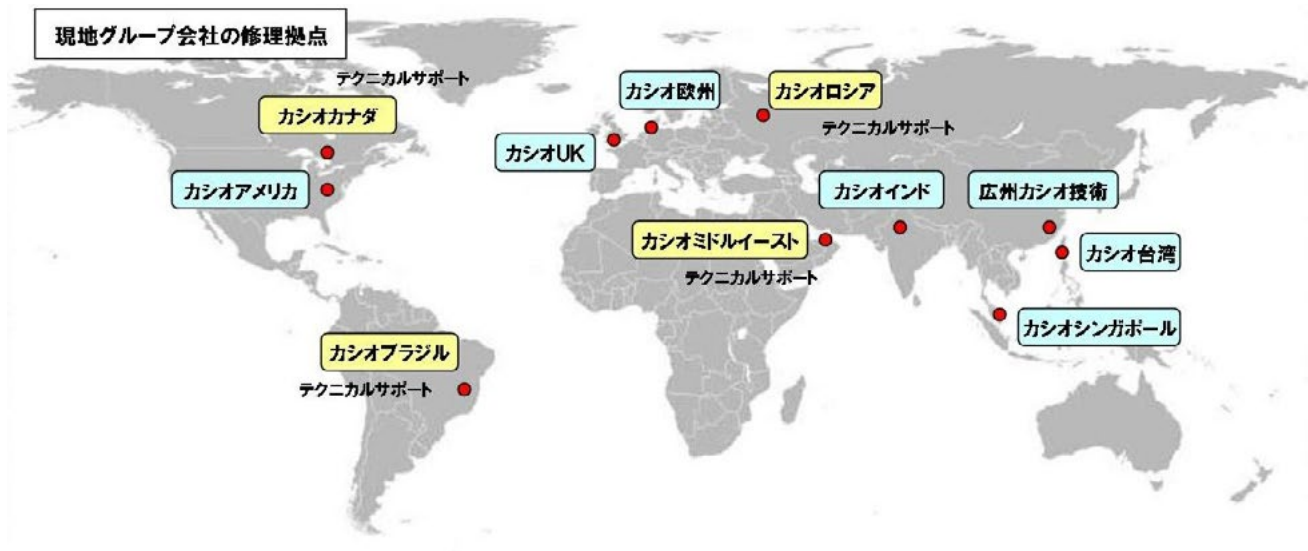 現地グループ会社の修理拠点
テクニカルサポート
カシオカナダ
カシオアメリカ
カシオ欧州
カシオロシア
テクニカルサポート
カシオUK
カシオインド
広州カシオ技術
カシオミドルイースト
テクニカルサポート
カシオ台湾
カシオシンガポール
カシオブラジル
テクニカルサポート